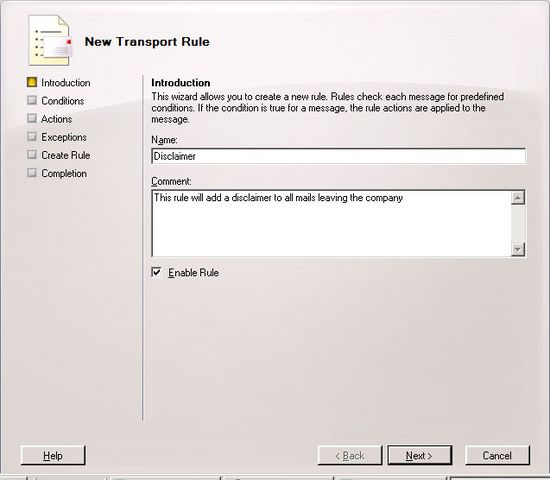 New Transport Rule
Introduction
Conditions
Actions
Exceptions
Create Rule
Completion
Introduction
This wizard allows you to create a new rule. Rules check each message for predefined
conditions. If the condition is true for a message, the rule actions are applied to the
message.
Name:
Disclaimer
Comment:
This rule will add a disclaimer to all mails leaving the company
Enable Rule
Help
< Back
Next >
Cancel